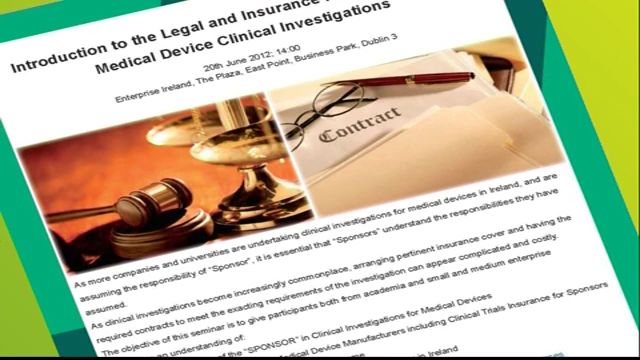 Introduction to the Legal and Insurance
Medical Device Clinical Investigations
20th June 2012: 14:00
Enterprise Ireland, The Plaza, East Point, Business Park, Dublin 3
Contract
As more companies and universities are undertaking clinical investigations for medical devices in Ireland, and are
assuming the responsibility of "Sponsor", it is essential that "Sponsors" understand the responsibilities they have
assumed.
As clinical investigations become increasingly commonplace, arranging pertinent insurance cover and having the
required contracts to meet the exacting requirements of the investigation can appear complicated and costly.
The objective of this seminar is to give participants both from academia and small and medium enterprise
an understanding of:
of the "SPONSOR" in Clinical Investigations for Medical Devices
Medical Device Manufacturers including Clinical Trials Insurance for Sponsors
in Ireland